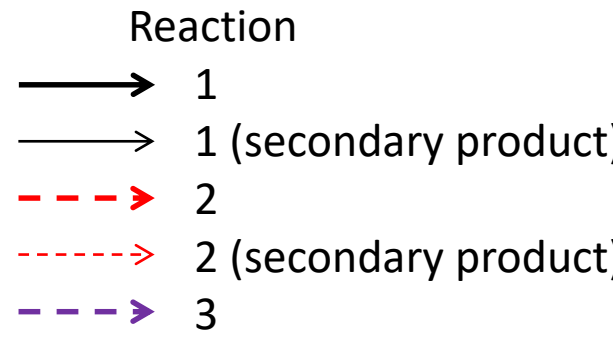 Reaction
1
1 (secondary product)
2
2 (secondary product)
3